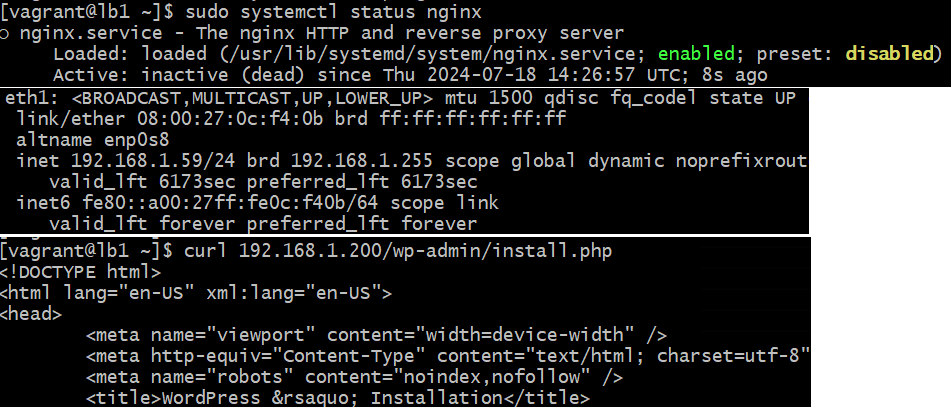 [vagrant@lb1 ~]$ sudo systemctl status nginx
○ nginx.service - The nginx HTTP and reverse proxy server
Loaded: loaded (/usr/lib/systemd/system/nginx.service; enabled; preset: disabled)
Active: inactive (dead) since Thu 2024-07-18 14:26:57 UTC; 8s ago
eth1: <BROADCAST,MULTICAST,UP,LOWER_UP> mtu 1500 qdisc fq_codel state UP
link/ether 08:00:27:0c:f4:0b brd ff:ff:ff:ff:ff:ff
altname enp0s8
inet 192.168.1.59/24 brd 192.168.1.255 scope global dynamic noprefixrout
valid_lft 6173sec preferred_lft 6173sec
inet6 fe80::a00:27ff:fe0c:f40b/64 scope link
valid_lft forever preferred_lft forever
[vagrant@lb1 ~]$ curl 192.168.1.200/wp-admin/install.php
<!DOCTYPE html>
<html lang="en-US" xml:lang="en-US">
<head>
<meta name="viewport" content="width=device-width" />
<meta http-equiv="Content-Type" content="text/html; charset=utf-8"
<meta name="robots" content="noindex,nofollow" />
<title>WordPress &rsaquo; Installation</title>